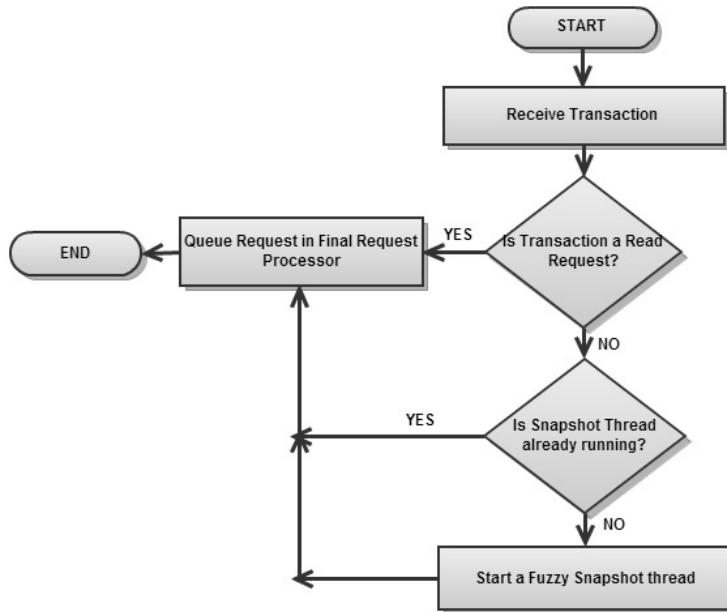 START
Receive Transaction
Is Transaction a Read
Request?
YES
Queue Request in Final Request
Processor
END
NO
Is Snapshot Thread
already running?
YES
NO
Start a Fuzzy Snapshot thread